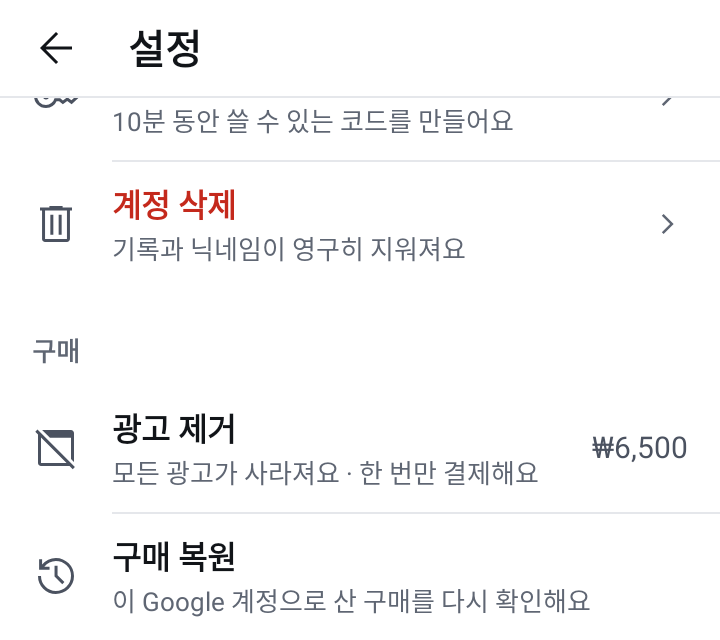 설정
10분 동안 쓸 수 있는 코드를 만들어요
계정 삭제
기록과 닉네임이 영구히 지워져요
구매
광고 제거
모든 광고가 사라져요 · 한 번만 결제해요
₩6,500
구매 복원
이 Google 계정으로 산 구매를 다시 확인해요